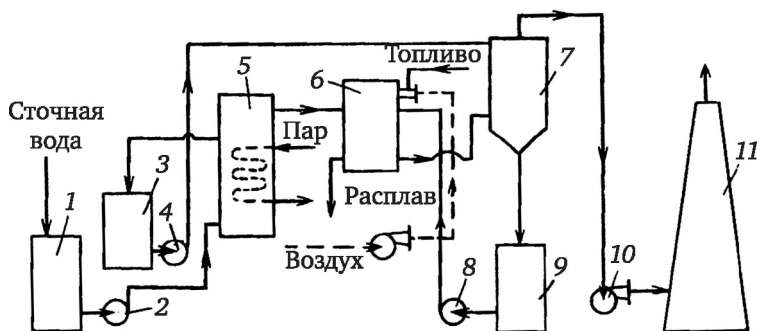 Топливо
5
6
7
Сточная
вода
Пар
3
11
4
1
Расплав
Воздух
8
9
10
2